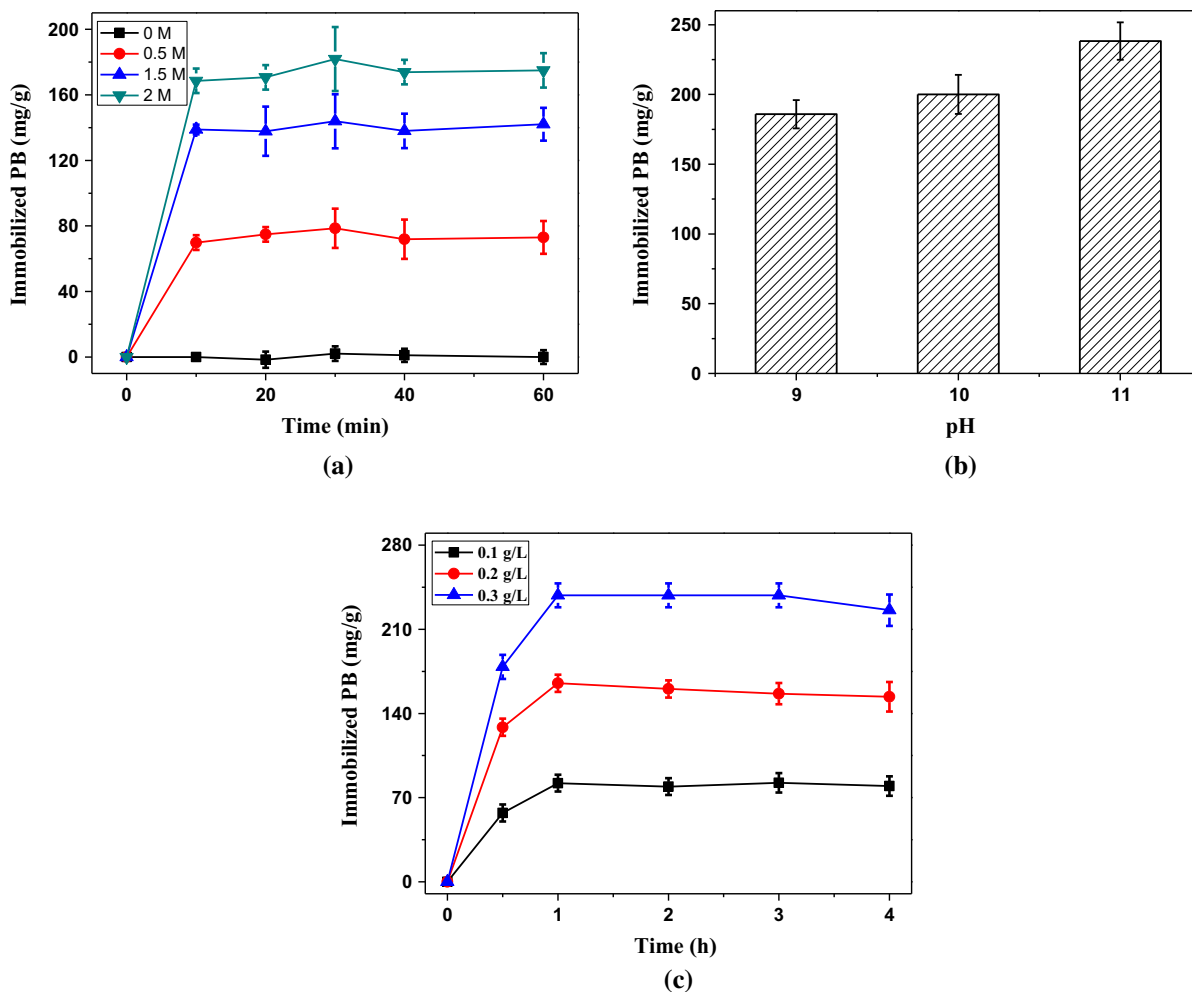 200
160
120
80
40
0
Immobilized PB (mg/g)
0 M
0.5 M
1.5 M
2 M
0 20 40 60
Time (min)
(a)
250
200
150
100
50
0
Immobilized PB (mg/g)
9 10 11
pH
(b)
280
210
140
70
0
Immobilized PB (mg/g)
0.1 g/L
0.2 g/L
0.3 g/L
0 1 2 3 4
Time (h)
(c)